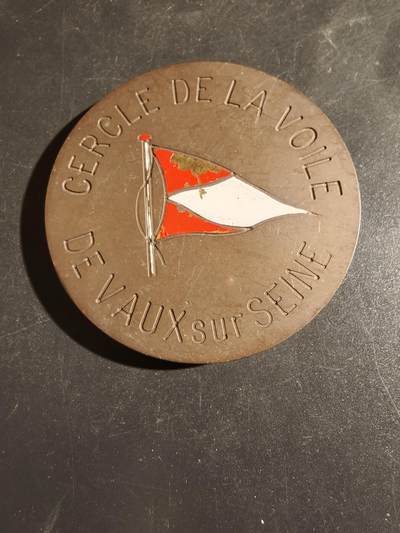 CERCLE DE LA VOILE
DE VAUX sur SEINE